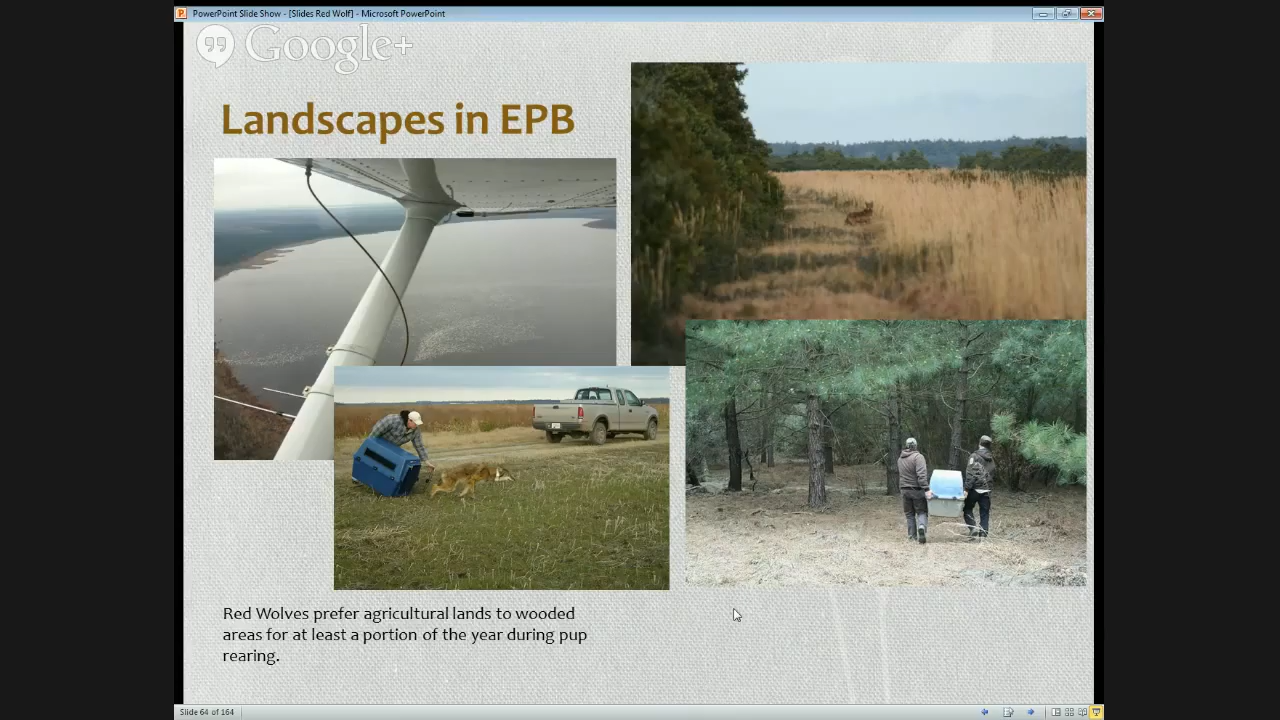 PowerPoint Slide Show - [Slides Red Wolf] - Microsoft PowerPoint
Google+
Landscapes in EPB
Red Wolves prefer agricultural lands to wooded
areas for at least a portion of the year during pup
rearing.
Slide 64 of 164